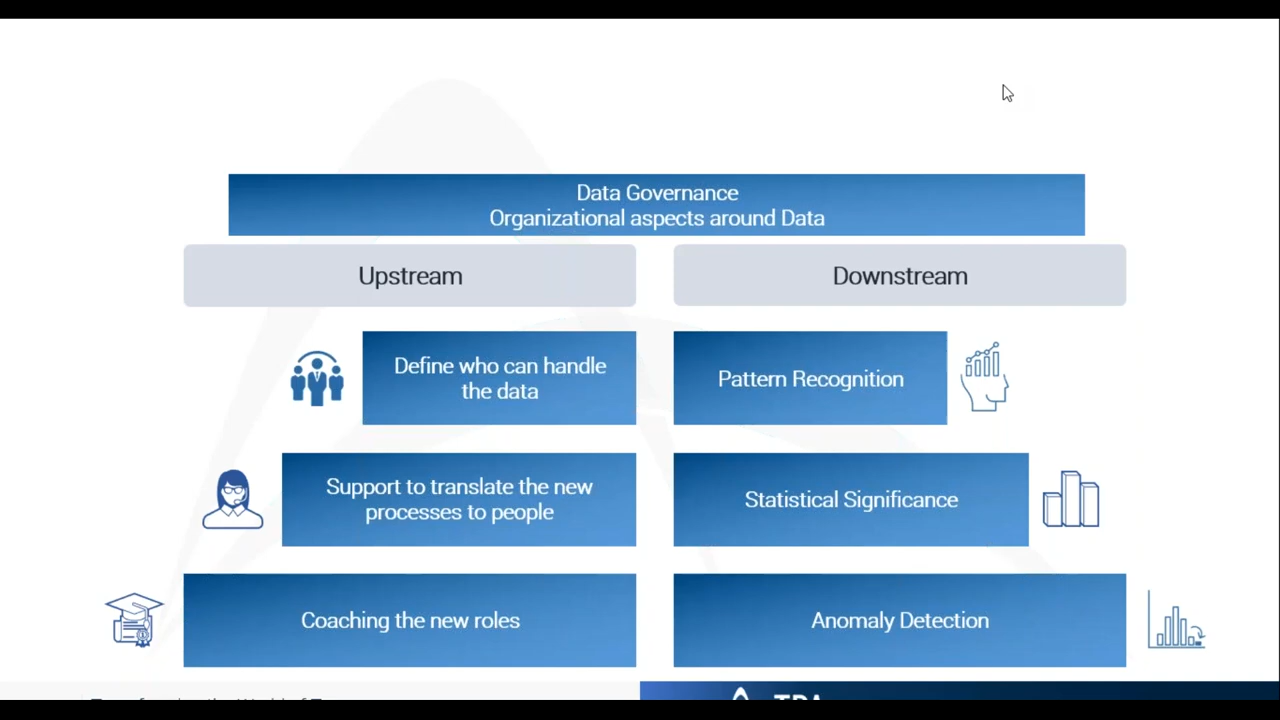 Data Governance
Organizational aspects around Data
Upstream
Downstream
Define who can handle
the data
Pattern Recognition
Support to translate the new
processes to people
Statistical Significance
Coaching the new roles
Anomaly Detection